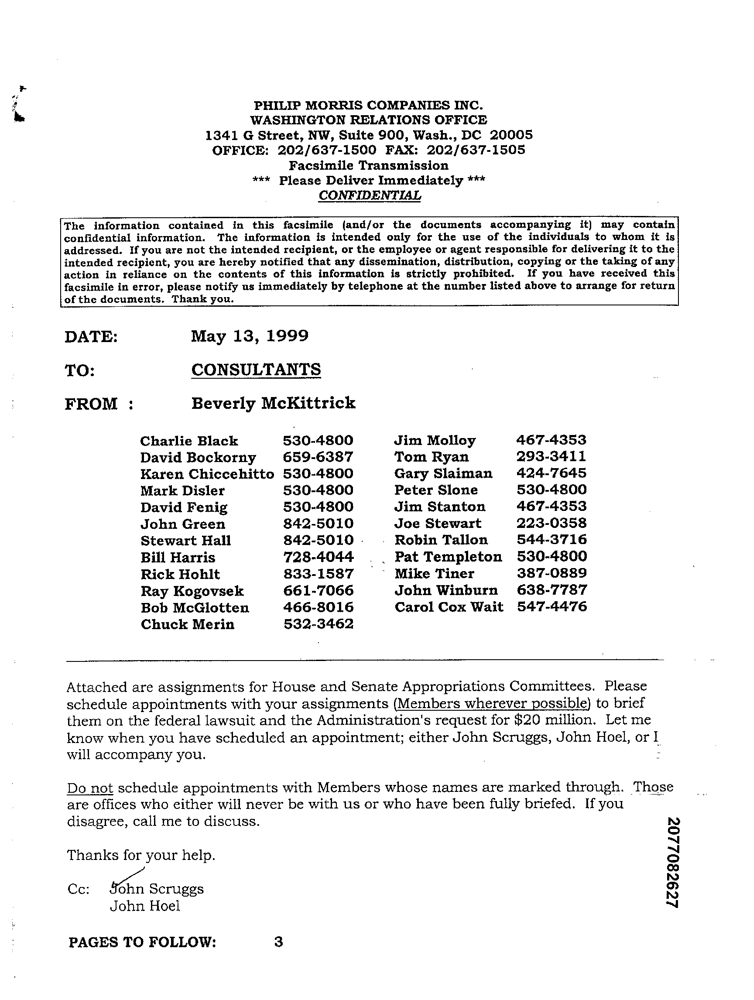 PHILIP MORRIS COMPANIES INC.
WASHINGTON RELATIONS OFFICE
1341 G Street, NW, Suite 900, Wash., DC 20005
OFFICE: 202/637-1500 FAX: 202/637-1505
Facsimile Transmission
*** Please Deliver Immediately ***
CONFIDENTIAL
The information contained in this facsimile (and/or the documents accompanying it) may contain
confidential information. The information is intended only for the use of the individuals to whom it is
addressed. If you are not the intended recipient, or the employee or agent responsible for delivering it to the
intended recipient, you are hereby notified that any dissemination, distribution, copying or the taking of any
action in reliance on the contents of this information is strictly prohibited. If you have received this
facsimile in error, please notify us immediately by telephone at the number listed above to arrange for return
of the documents. Thank you.
DATE: May 13, 1999
TO: CONSULTANTS
FROM : Beverly McKittrick
Charlie Black 530-4800 Jim Molloy 467-4353
David Bockorny 659-6387 Tom Ryan 293-3411
Karen Chiccehitto 530-4800 Gary Slaiman 424-7645
Mark Disler 530-4800 Peter Slone 530-4800
David Fenig 530-4800 Jim Stanton 467-4353
John Green 842-5010 Joe Stewart 223-0358
Stewart Hall 842-5010 Robin Tallon 544-3716
Bill Harris 728-4044 Pat Templeton 530-4800
Rick Hohlt 833-1587 Mike Tiner 387-0889
Ray Kogovsek 661-7066 John Winburn 638-7787
Bob McGlotten 466-8016 Carol Cox Wait 547-4476
Chuck Merin 532-3462
Attached are assignments for House and Senate Appropriations Committees. Please
schedule appointments with your assignments (Members wherever possible) to brief
them on the federal lawsuit and the Administration's request for $20 million. Let me
know when you have scheduled an appointment; either John Scruggs, John Hoel, or I
will accompany you.
Do not schedule appointments with Members whose names are marked through. Those
are offices who either will never be with us or who have been fully briefed. If you
disagree, call me to discuss.
Thanks for your help.
Cc: John Scruggs
John Hoel
PAGES TO FOLLOW: 3
2077082627